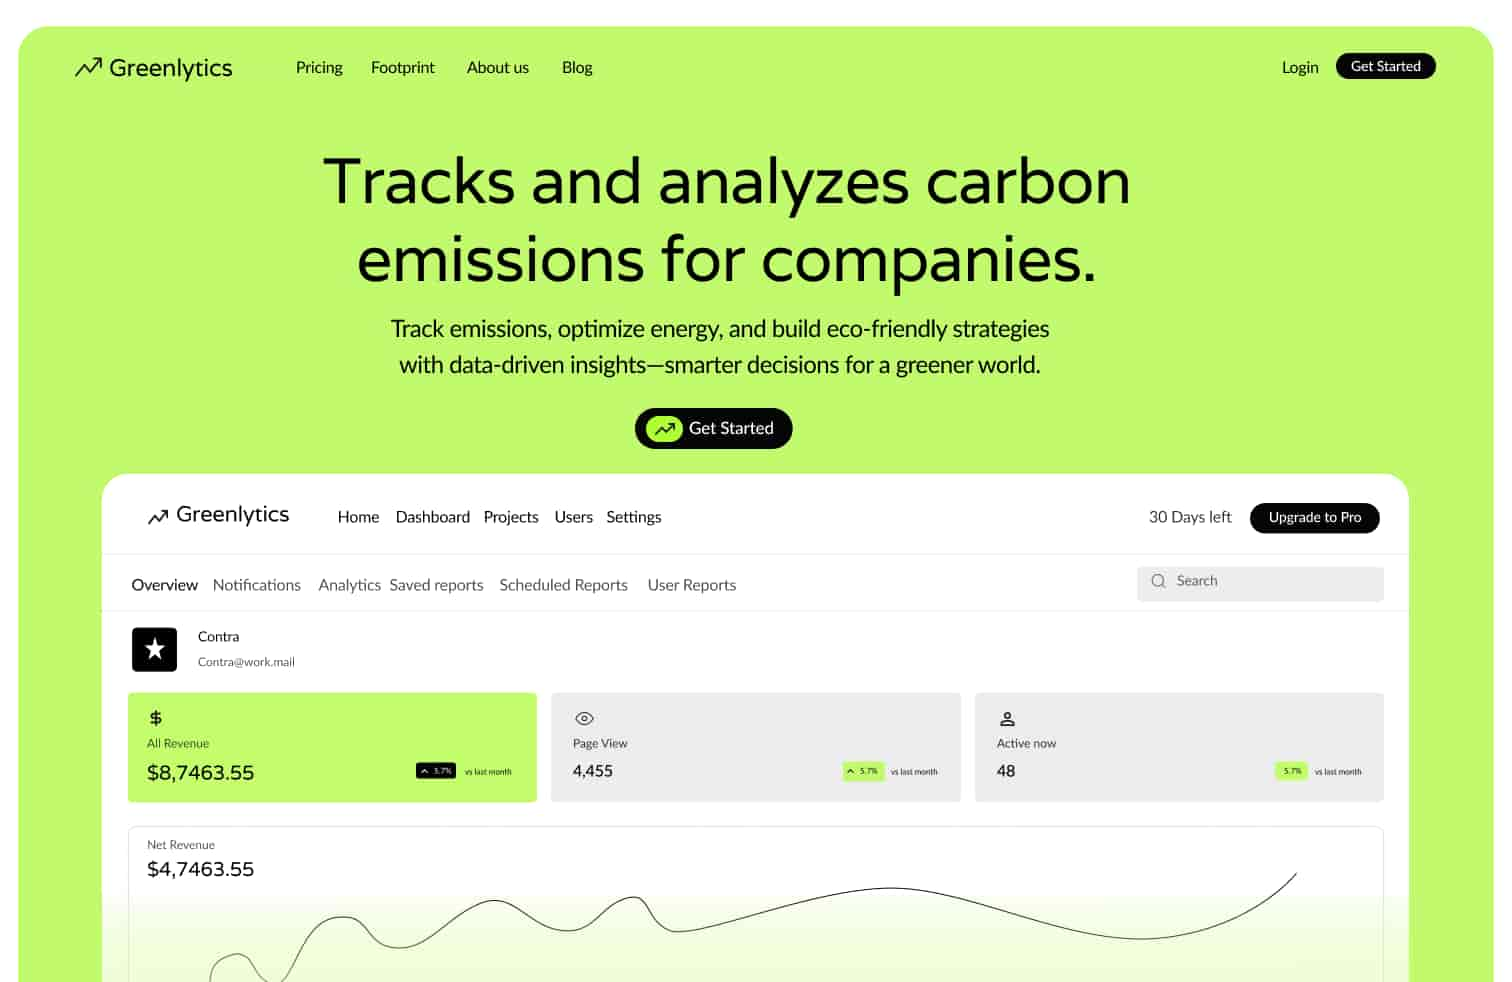 Greenlytics Pricing Footprint About us Blog Login Get Started
Tracks and analyzes carbon
emissions for companies.
Track emissions, optimize energy, and build eco-friendly strategies
with data-driven insights—smarter decisions for a greener world.
Get Started
Greenlytics Home Dashboard Projects Users Settings 30 Days left Upgrade to Pro
Overview Notifications Analytics Saved reports Scheduled Reports User Reports Search
Contra
Contra@work.mail
$
All Revenue
$8,7463.55 5.7% vs last month
Page View
4,455 5.7% vs last month
Active now
48 5.7% vs last month
Net Revenue
$4,7463.55